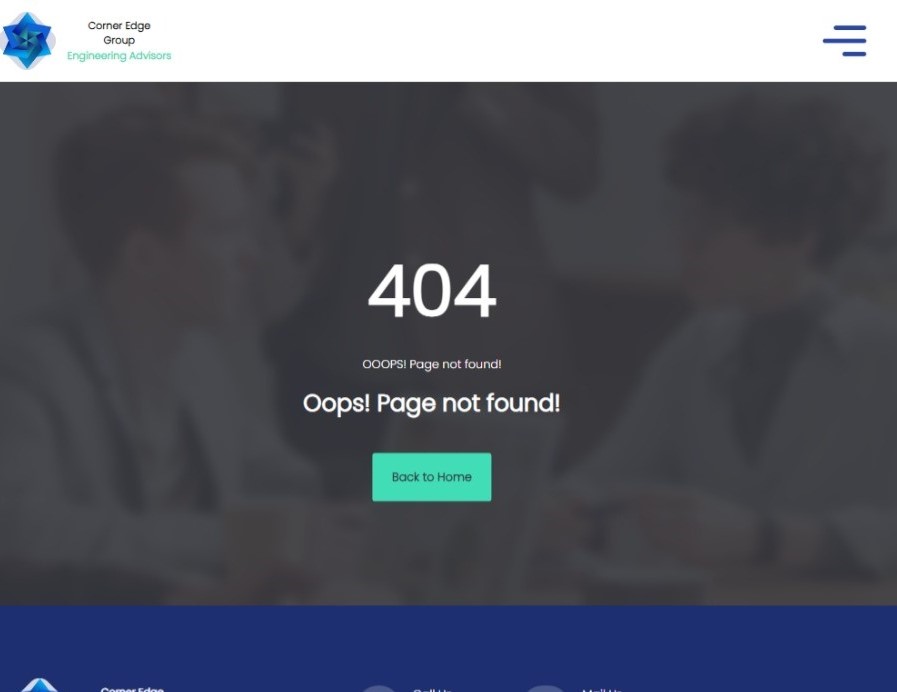 Corner Edge
Group
Engineering Advisors
404
OOOPS! Page not found!
Oops! Page not found!
Back to Home
Corner Edge
Call Us
Mail Us